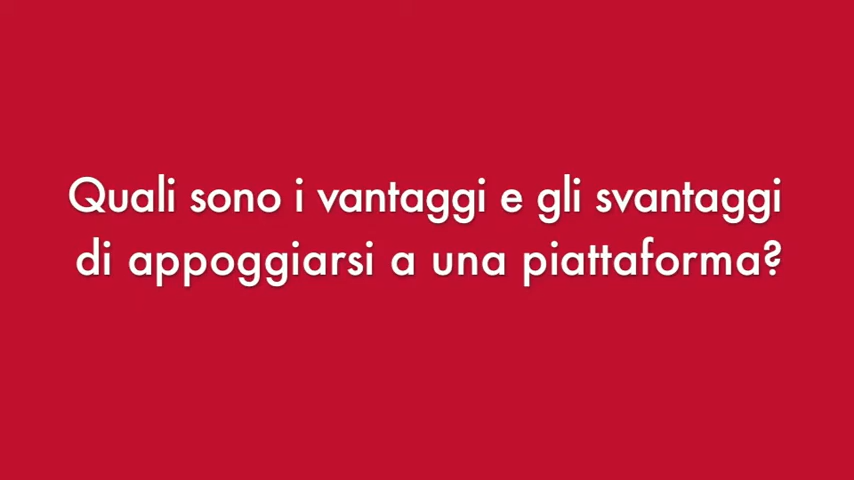 Quali sono i vantaggi e gli svantaggi
di appoggiarsi a una piattaforma?